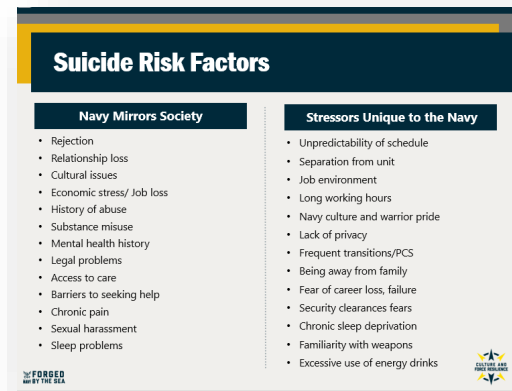 Suicide Risk Factors
Navy Mirrors Society
• Rejection
• Relationship loss
• Cultural issues
• Economic stress/ Job loss
• History of abuse
• Substance misuse
• Mental health history
• Legal problems
• Access to care
• Barriers to seeking help
• Chronic pain
• Sexual harassment
• Sleep problems
Stressors Unique to the Navy
• Unpredictability of schedule
• Separation from unit
• Job environment
• Long working hours
• Navy culture and warrior pride
• Lack of privacy
• Frequent transitions/PCS
• Being away from family
• Fear of career loss, failure
• Security clearances fears
• Chronic sleep deprivation
• Familiarity with weapons
• Excessive use of energy drinks
FORGED
NAVY BY THE SEA
CULTURE AND
FORCE RESILIENCE